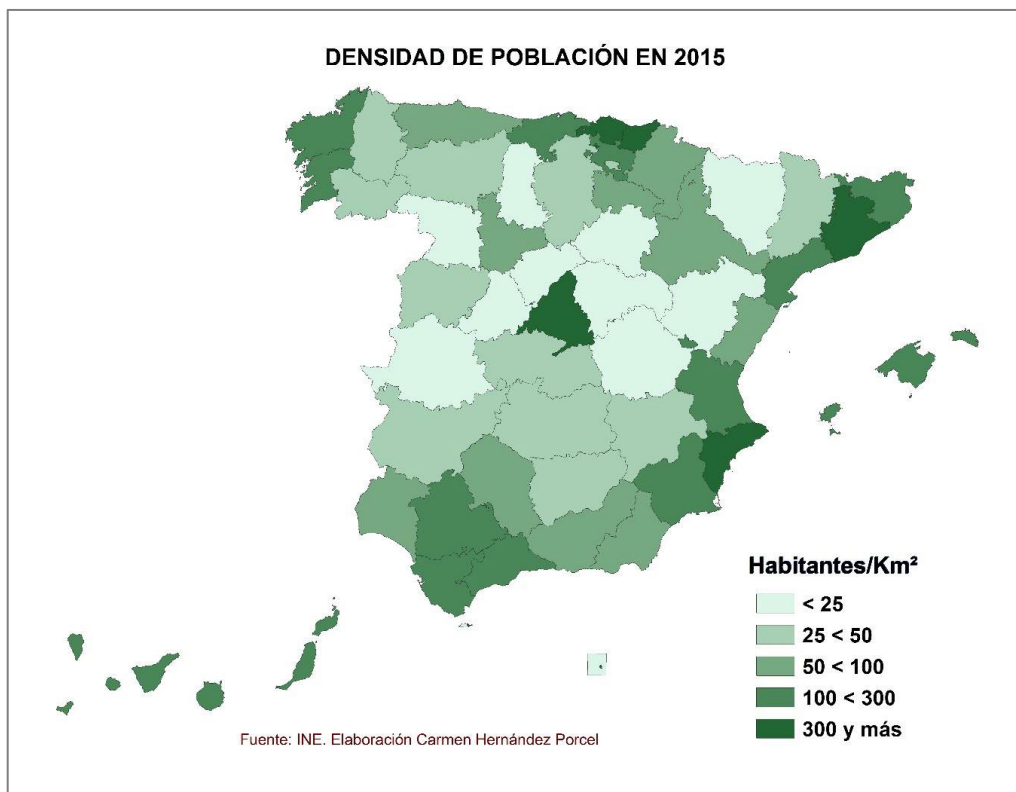 DENSIDAD DE POBLACIÓN EN 2015
Habitantes/Km²
< 25
25 < 50
50 < 100
100 < 300
300 y más
Fuente: INE. Elaboración Carmen Hernández Porcel